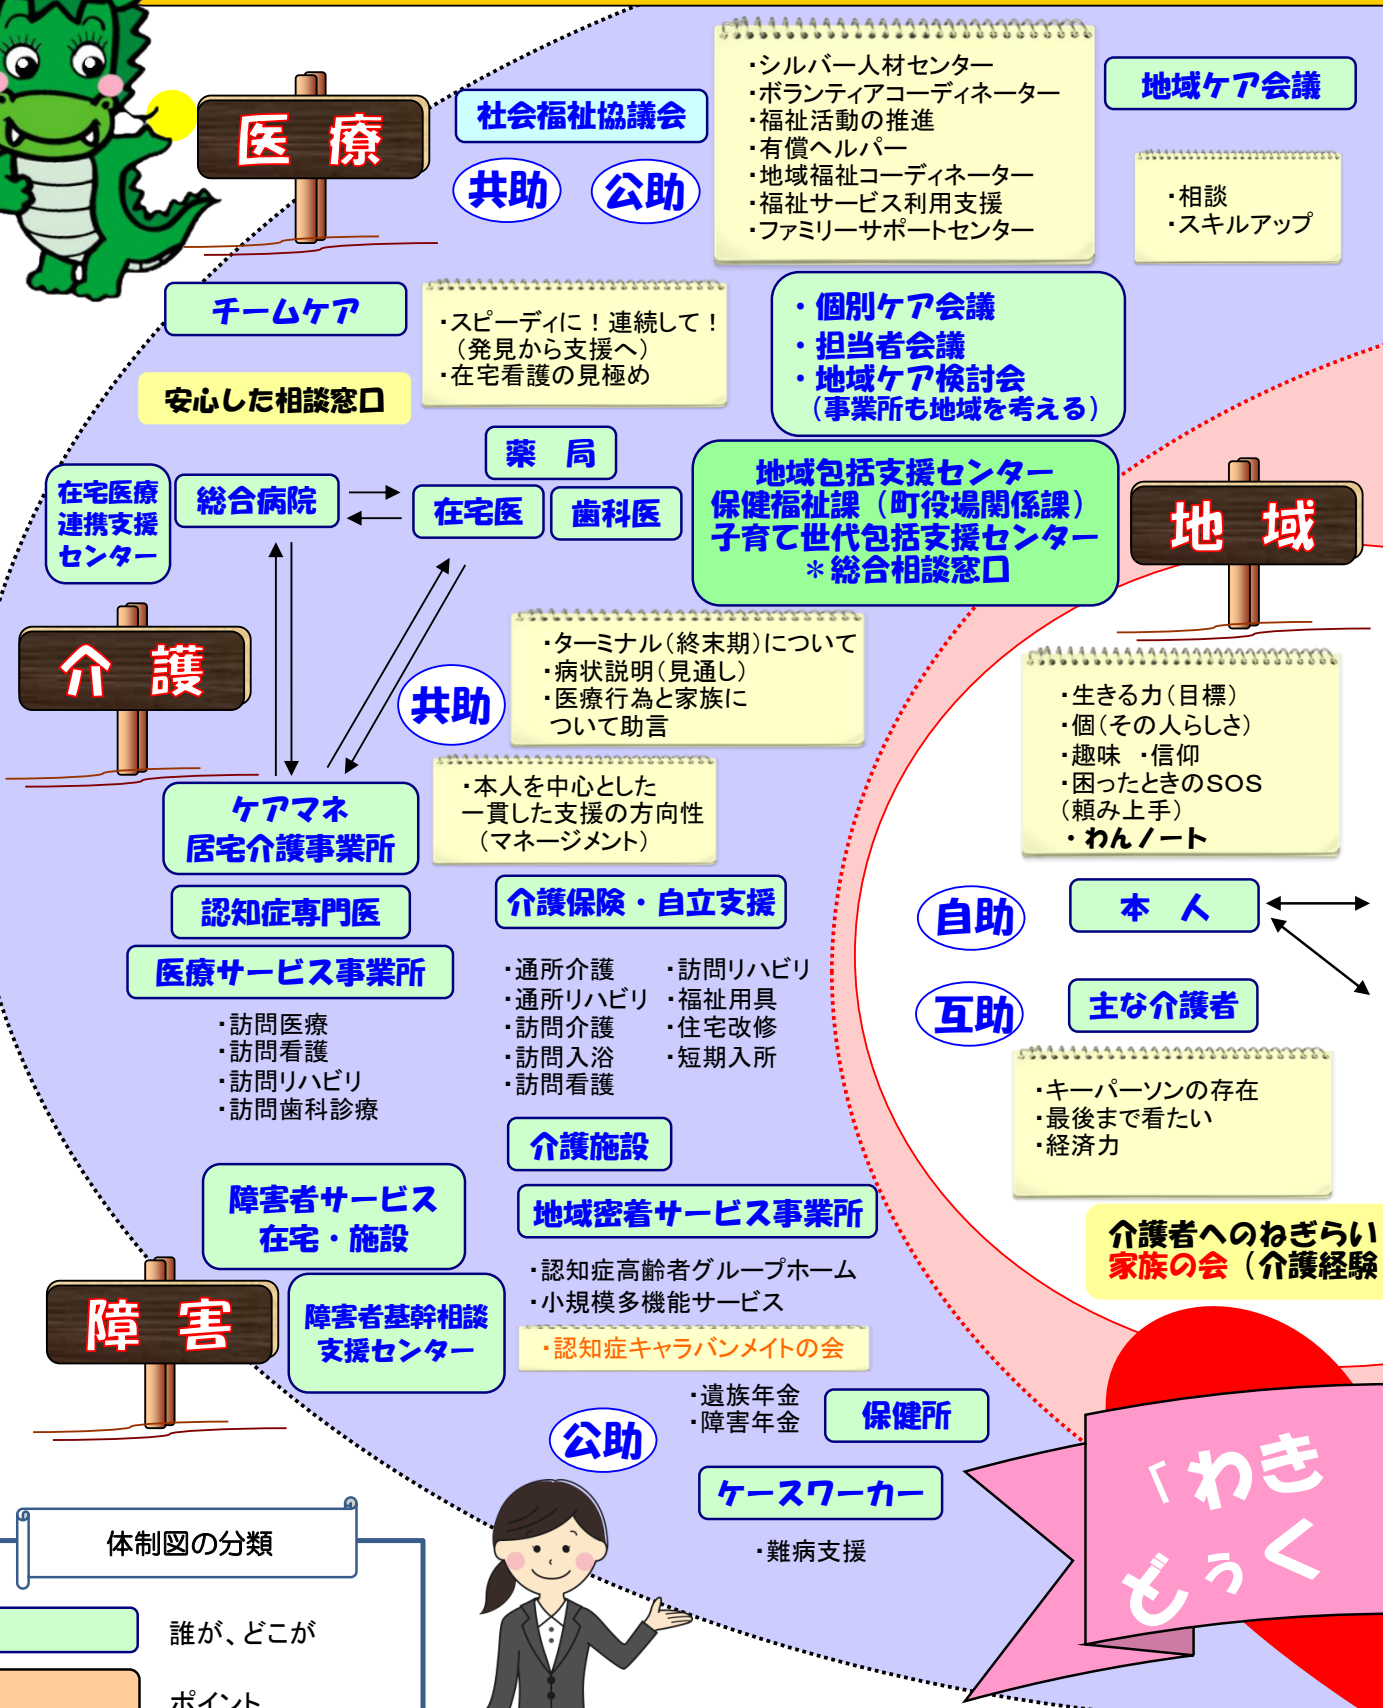 医 療
社会福祉協議会
共助
公助
・シルバー人材センター
・ボランティアコーディネーター
・福祉活動の推進
・有償ヘルパー
・地域福祉コーディネーター
・福祉サービス利用支援
・ファミリーサポートセンター
地域ケア会議
・相談
・スキルアップ
チームケア
・スピーディに！連続して！
（発見から支援へ）
・在宅看護の見極め
・個別ケア会議
・担当者会議
・地域ケア検討会
（事業所も地域を考える）
安心した相談窓口
薬 局
在宅医療
連携支援
センター
総合病院
在宅医
歯科医
地域包括支援センター
保健福祉課（町役場関係課）
子育て世代包括支援センター
＊総合相談窓口
地 域
介 護
共助
・ターミナル（終末期）について
・病状説明（見通し）
・医療行為と家族に
ついて助言
・生きる力（目標）
・個（その人らしさ）
・趣味 ・信仰
・困ったときのSOS
（頼み上手）
・わんノート
・本人を中心とした
一貫した支援の方向性
（マネージメント）
ケアマネ
居宅介護事業所
認知症専門医
医療サービス事業所
・訪問医療
・訪問看護
・訪問リハビリ
・訪問歯科診療
介護保険・自立支援
・通所介護 ・訪問リハビリ
・通所リハビリ ・福祉用具
・訪問介護 ・住宅改修
・訪問入浴 ・短期入所
・訪問看護
自助
本 人
互助
主な介護者
・キーパーソンの存在
・最後まで看たい
・経済力
介護施設
地域密着サービス事業所
・認知症高齢者グループホーム
・小規模多機能サービス
・認知症キャラバンメイトの会
障害者サービス
在宅・施設
障害者基幹相談
支援センター
障 害
介護者へのねぎらい
家族の会（介護経験
・遺族年金
・障害年金
保健所
公助
ケースワーカー
・難病支援
「わき
どぅく
体制図の分類
誰が、どこが
ポイント